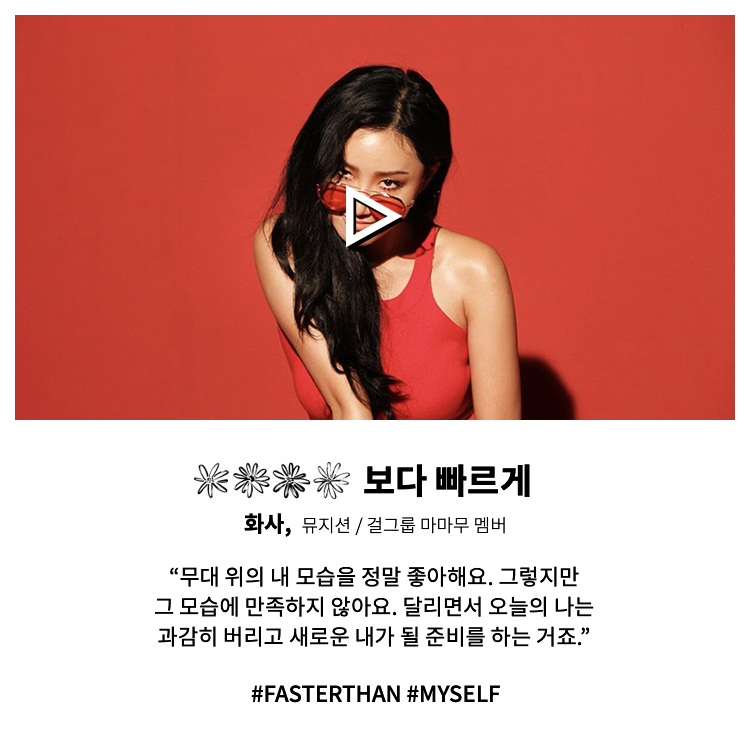 보다 빠르게
화사, 뮤지션 / 걸그룹 마마무 멤버
“무대 위의 내 모습을 정말 좋아해요. 그렇지만
그 모습에 만족하지 않아요. 달리면서 오늘의 나는
과감히 버리고 새로운 내가 될 준비를 하는 거죠.”
#FASTERTHAN #MYSELF